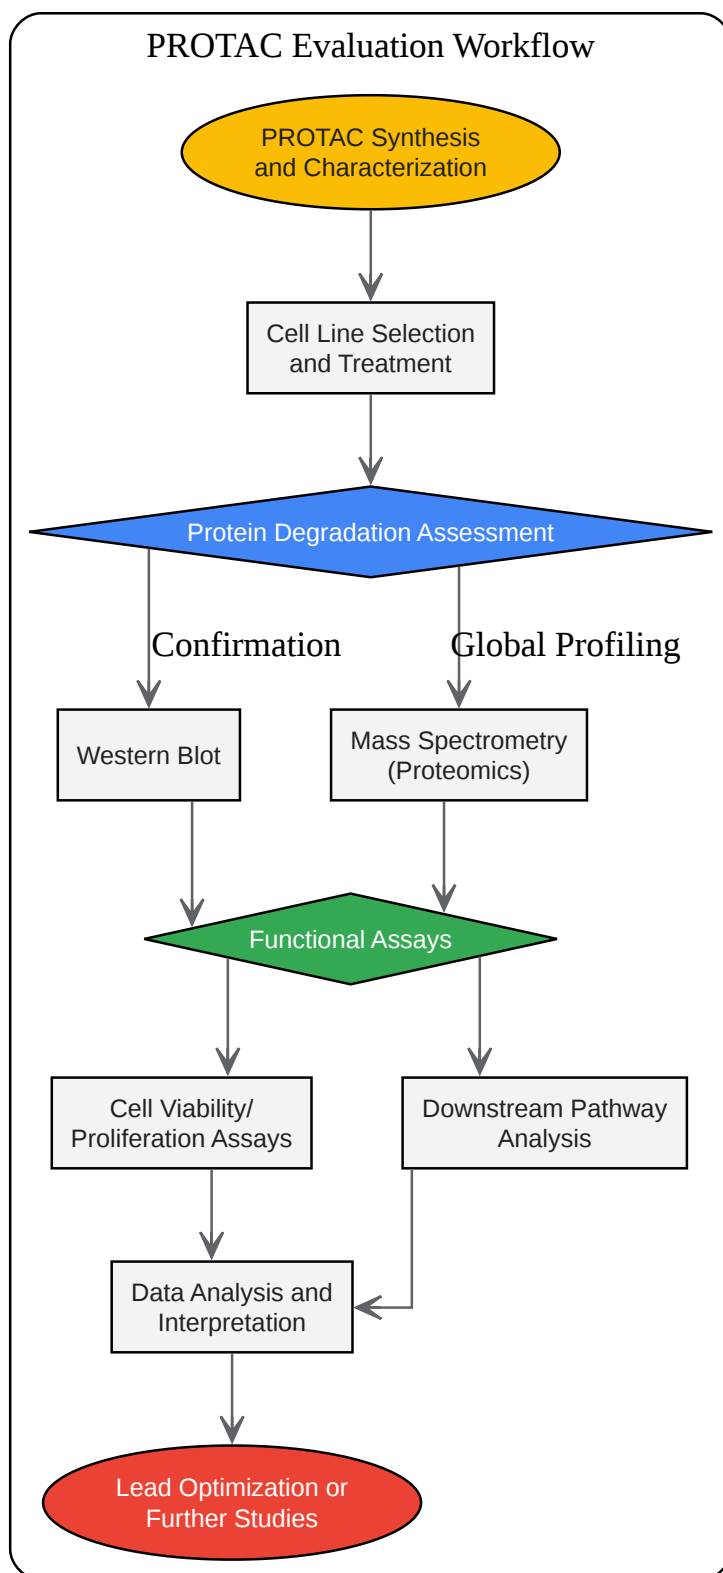 PROTAC Evaluation Workflow
PROTAC Synthesis
and Characterization
Cell Line Selection
and Treatment
Protein Degradation Assessment
Confirmation
Global Profiling
Western Blot
Mass Spectrometry
(Proteomics)
Functional Assays
Cell Viability/
Proliferation Assays
Downstream Pathway
Analysis
Data Analysis and
Interpretation
Lead Optimization or
Further Studies